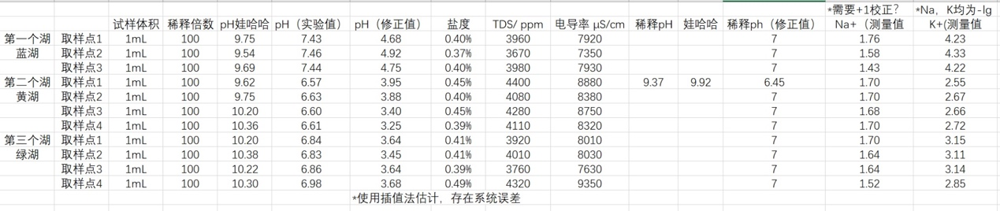 *需要+1校正? *Na, K均为-lg
试样体积 稀释倍数 pH娃哈哈 pH（实验值） pH（修正值） 盐度 TDS/ ppm 电导率 μS/cm 稀释pH 娃哈哈 稀释ph（修正值） Na+（测量值 K+(测量值
第一个湖 取样点1 1mL 100 9.75 7.43 4.68 0.40% 3960 7920 7 1.76 4.23
蓝湖 取样点2 1mL 100 9.54 7.46 4.92 0.37% 3670 7350 7 1.58 4.33
取样点3 1mL 100 9.69 7.44 4.75 0.40% 3980 7930 7 1.43 4.22
第二个湖 取样点1 1mL 100 9.62 6.57 3.95 0.45% 4400 8880 9.37 9.92 6.45 1.70 2.55
黄湖 取样点2 1mL 100 9.75 6.63 3.88 0.40% 4080 8380 7 1.70 2.67
取样点3 1mL 100 10.20 6.60 3.40 0.45% 4280 8750 7 1.68 2.66
取样点4 1mL 100 10.36 6.61 3.25 0.39% 4110 8320 7 1.70 2.72
第三个湖 取样点1 1mL 100 10.20 6.84 3.64 0.41% 3920 8010 7 1.70 3.15
绿湖 取样点2 1mL 100 10.38 6.83 3.45 0.41% 4010 8030 7 1.64 3.11
取样点3 1mL 100 10.22 6.86 3.64 0.39% 3760 7630 7 1.64 3.14
取样点4 1mL 100 10.30 6.98 3.68 0.49% 4320 9350 7 1.52 2.85
*使用插值法估计，存在系统误差